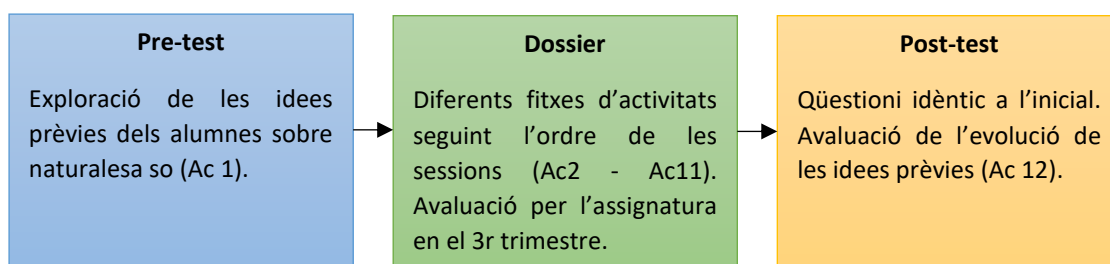 Pre-test
Exploració de les idees
prèvies dels alumnes sobre
naturalesa so (Ac 1).
Dossier
Diferents fitxes d’activitats
seguint l’ordre de les
sessions (Ac2 - Ac11).
Avaluació per l’assignatura
en el 3r trimestre.
Post-test
Qüestioni idèntic a l’inicial.
Avaluació de l’evolució de
les idees prèvies (Ac 12).